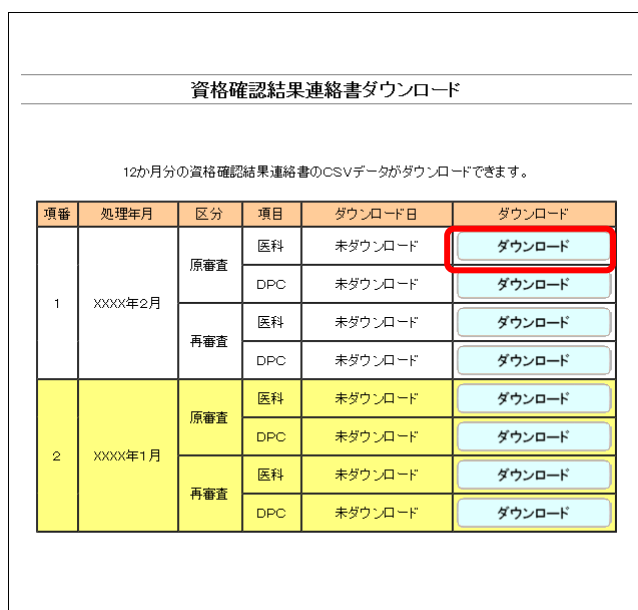 資格確認結果連絡書ダウンロード
12か月分の資格確認結果連絡書のCSVデータがダウンロードできます。
項番 処理年月 区分 項目 ダウンロード日 ダウンロード
1 XXXX年2月 原審査 医科 未ダウンロード ダウンロード
DPC 未ダウンロード ダウンロード
再審査 医科 未ダウンロード ダウンロード
DPC 未ダウンロード ダウンロード
2 XXXX年1月 原審査 医科 未ダウンロード ダウンロード
DPC 未ダウンロード ダウンロード
再審査 医科 未ダウンロード ダウンロード
DPC 未ダウンロード ダウンロード